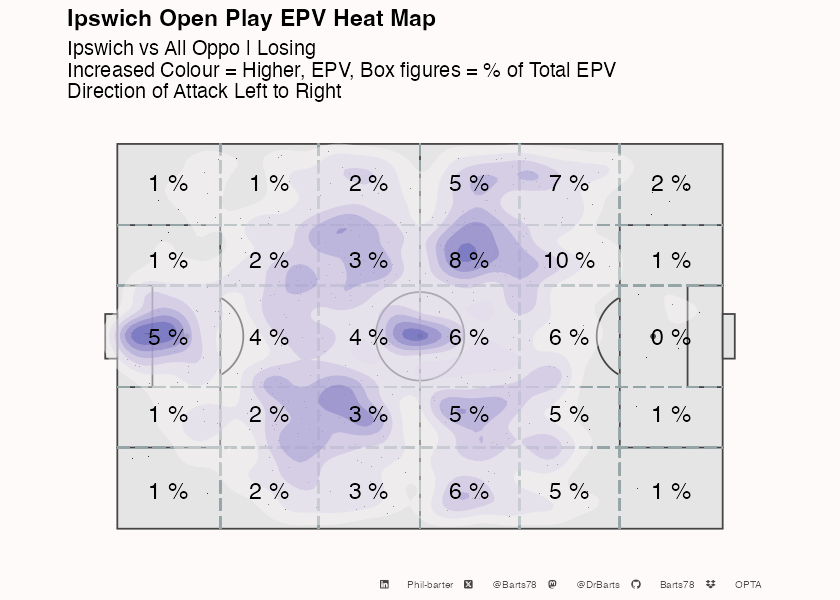 Ipswich Open Play EPV Heat Map
Ipswich vs All Oppo | Losing
Increased Colour = Higher, EPV, Box figures = % of Total EPV
Direction of Attack Left to Right
1 % 1 % 2 % 5 % 7 % 2 %
1 % 2 % 3 % 8 % 10 % 1 %
5 % 4 % 4 % 6 % 6 % 0 %
1 % 2 % 3 % 5 % 5 % 1 %
1 % 2 % 3 % 6 % 5 % 1 %
Phil-barter @Barts78 @DrBarts Barts78 OPTA